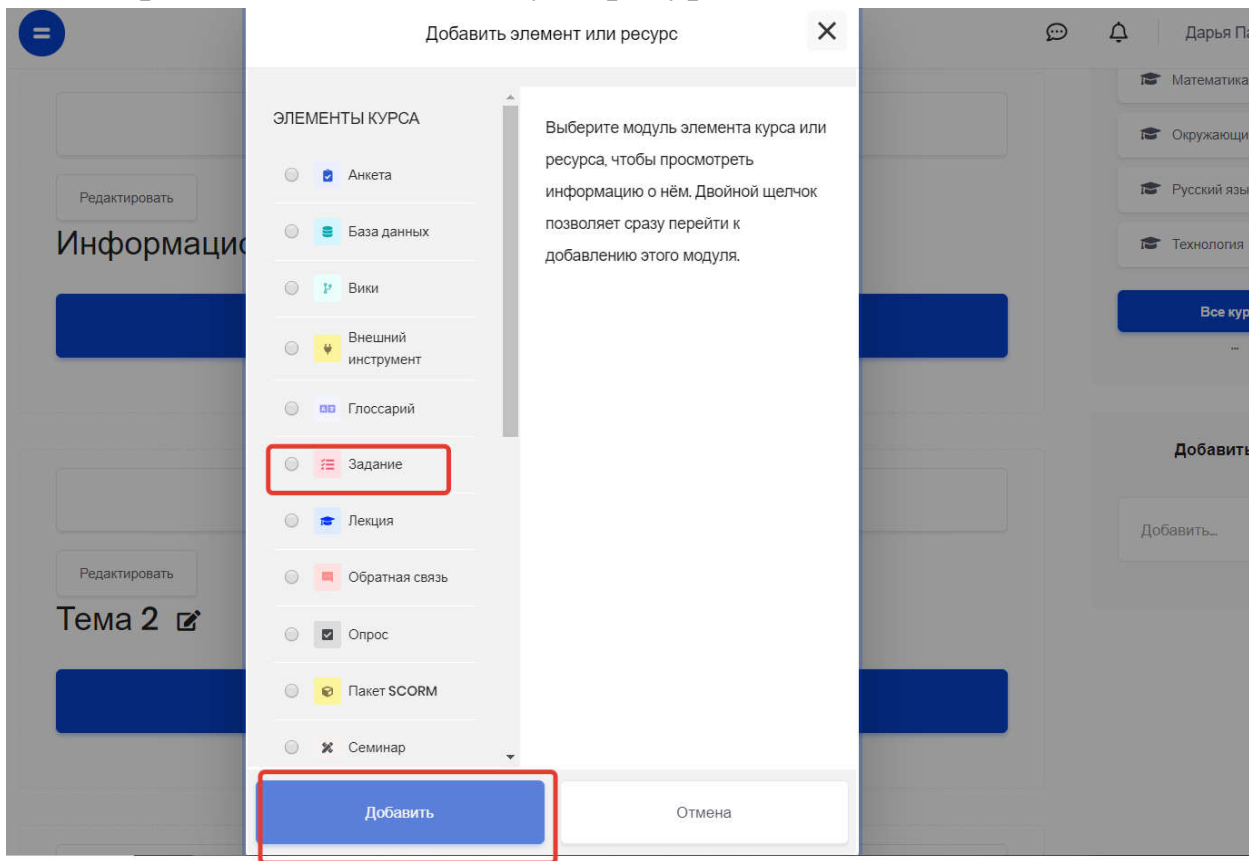 Добавить элемент или ресурс
Дарья Па
Математика
Окружающи
Русский язы
Технология
Все кур
...
Добавить
Добавить...
Редактировать
Информацио
Редактировать
Тема 2
ЭЛЕМЕНТЫ КУРСА
Анкета
База данных
Вики
Внешний
инструмент
Глоссарий
Задание
Лекция
Обратная связь
Опрос
Пакет SCORM
Семинар
Выберите модуль элемента курса или
ресурса, чтобы просмотреть
информацию о нём. Двойной щелчок
позволяет сразу перейти к
добавлению этого модуля.
Добавить
Отмена